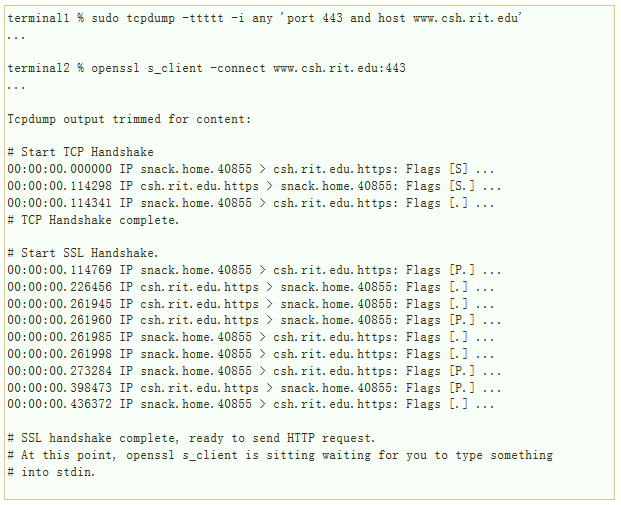 terminal1 % sudo tcpdump -ttttt -i any 'port 443 and host www.csh.rit.edu'
...
terminal2 % openssl s_client -connect www.csh.rit.edu:443
...
Tcpdump output trimmed for content:
# Start TCP Handshake
00:00:00.000000 IP snack.home.40855 > csh.rit.edu.https: Flags [S] ...
00:00:00.114298 IP csh.rit.edu.https > snack.home.40855: Flags [S.] ...
00:00:00.114341 IP snack.home.40855 > csh.rit.edu.https: Flags [.] ...
# TCP Handshake complete.
# Start SSL Handshake.
00:00:00.114769 IP snack.home.40855 > csh.rit.edu.https: Flags [P.] ...
00:00:00.226456 IP csh.rit.edu.https > snack.home.40855: Flags [.] ...
00:00:00.261945 IP csh.rit.edu.https > snack.home.40855: Flags [.] ...
00:00:00.261960 IP csh.rit.edu.https > snack.home.40855: Flags [P.] ...
00:00:00.261985 IP snack.home.40855 > csh.rit.edu.https: Flags [.] ...
00:00:00.261998 IP snack.home.40855 > csh.rit.edu.https: Flags [.] ...
00:00:00.273284 IP snack.home.40855 > csh.rit.edu.https: Flags [P.] ...
00:00:00.398473 IP csh.rit.edu.https > snack.home.40855: Flags [P.] ...
00:00:00.436372 IP snack.home.40855 > csh.rit.edu.https: Flags [.] ...
# SSL handshake complete, ready to send HTTP request.
# At this point, openssl s_client is sitting waiting for you to type something
# into stdin.